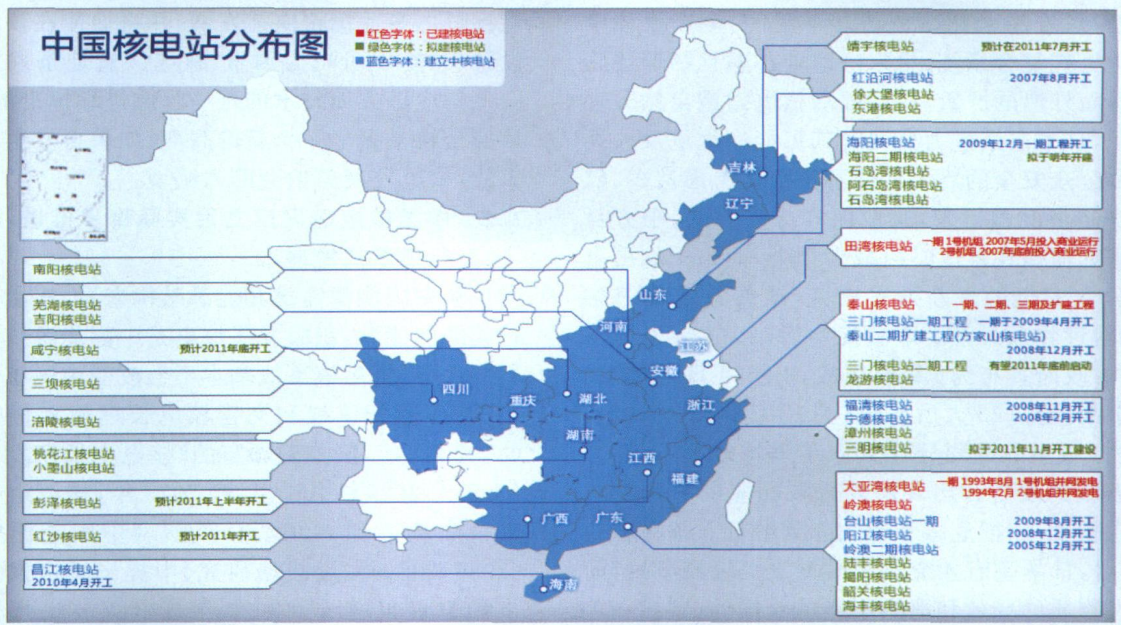 中国核电站分布图
红色字体：已建核电站
绿色字体：拟建核电站
蓝色字体：建立中核电站
靖宇核电站 预计在2011年7月开工
红沿河核电站 2007年8月开工
徐大堡核电站
东港核电站
海阳核电站 2009年12月一期工程开工
海阳二期核电站 拟于明年开建
石岛湾核电站
阿石岛湾核电站
石岛湾核电站
田湾核电站 一期 1号机组 2007年5月投入商业运行
2号机组 2007年底前投入商业运行
秦山核电站 一期、二期、三期及扩建工程
三门核电站一期工程 一期于2009年4月开工
秦山二期扩建工程(方家山核电站)
2008年12月开工
三门核电站二期工程 有望2011年底前启动
龙游核电站
福清核电站 2008年11月开工
宁德核电站 2008年2月开工
漳州核电站
三明核电站 拟于2011年11月开工建设
大亚湾核电站 一期 1993年8月 1号机组并网发电
1994年2月 2号机组并网发电
岭澳核电站
台山核电站一期 2009年8月开工
阳江核电站 2008年12月开工
岭澳二期核电站 2005年12月开工
陆丰核电站
揭阳核电站
韶关核电站
海丰核电站
南阳核电站
芜湖核电站
吉阳核电站
咸宁核电站 预计2011年底开工
三坝核电站
涪陵核电站
桃花江核电站
小墨山核电站
彭泽核电站 预计2011年上半年开工
红沙核电站 预计2011年开工
昌江核电站
2010年4月开工
吉林
辽宁
山东
河南
江苏
安徽
四川
重庆
湖北
浙江
湖南
江西
福建
广西
广东
海南